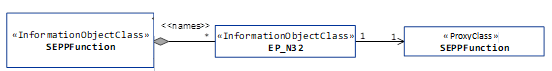 <<names>>
«InformationObjectClass»
SEPPFunction
*
«InformationObjectClass»
EP_N32
1
1
« ProxyClass»
SEPPFunction